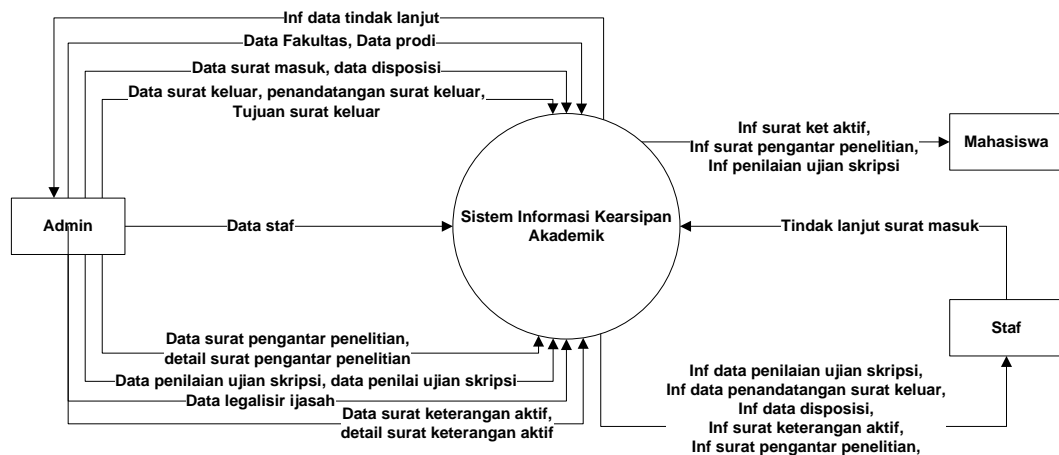 Inf data tindak lanjut
Data Fakultas, Data prodi
Data surat masuk, data disposisi
Data surat keluar, penandatangan surat keluar,
Tujuan surat keluar
Inf surat ket aktif,
Inf surat pengantar penelitian,
Inf penilaian ujian skripsi
Mahasiswa
Admin
Data staf
Sistem Informasi Kearsipan
Akademik
Tindak lanjut surat masuk
Staf
Data surat pengantar penelitian,
detail surat pengantar penelitian
Data penilaian ujian skripsi, data penilai ujian skripsi
Data legalisir ijasah
Data surat keterangan aktif,
detail surat keterangan aktif
Inf data penilaian ujian skripsi,
Inf data penandatangan surat keluar,
Inf data disposisi,
Inf surat keterangan aktif,
Inf surat pengantar penelitian,